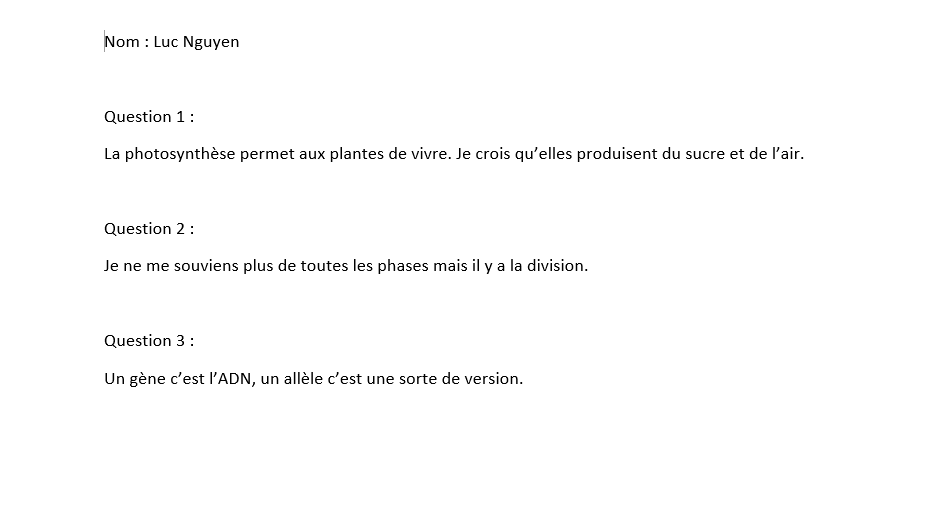 Nom : Luc Nguyen
Question 1 :
La photosynthèse permet aux plantes de vivre. Je crois qu’elles produisent du sucre et de l’air.
Question 2 :
Je ne me souviens plus de toutes les phases mais il y a la division.
Question 3 :
Un gène c’est l’ADN, un allèle c’est une sorte de version.